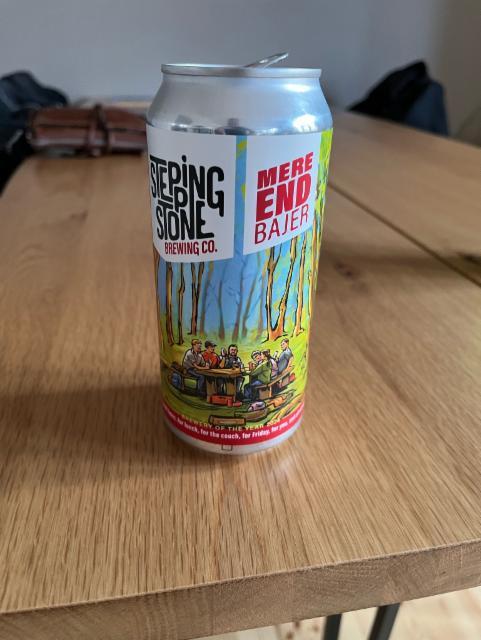 STEPPiNG
STONE
BREWING CO.
MERE
END
BAJER
BREWERY OF THE YEAR
for lunch, for the couch, for Friday, for you,